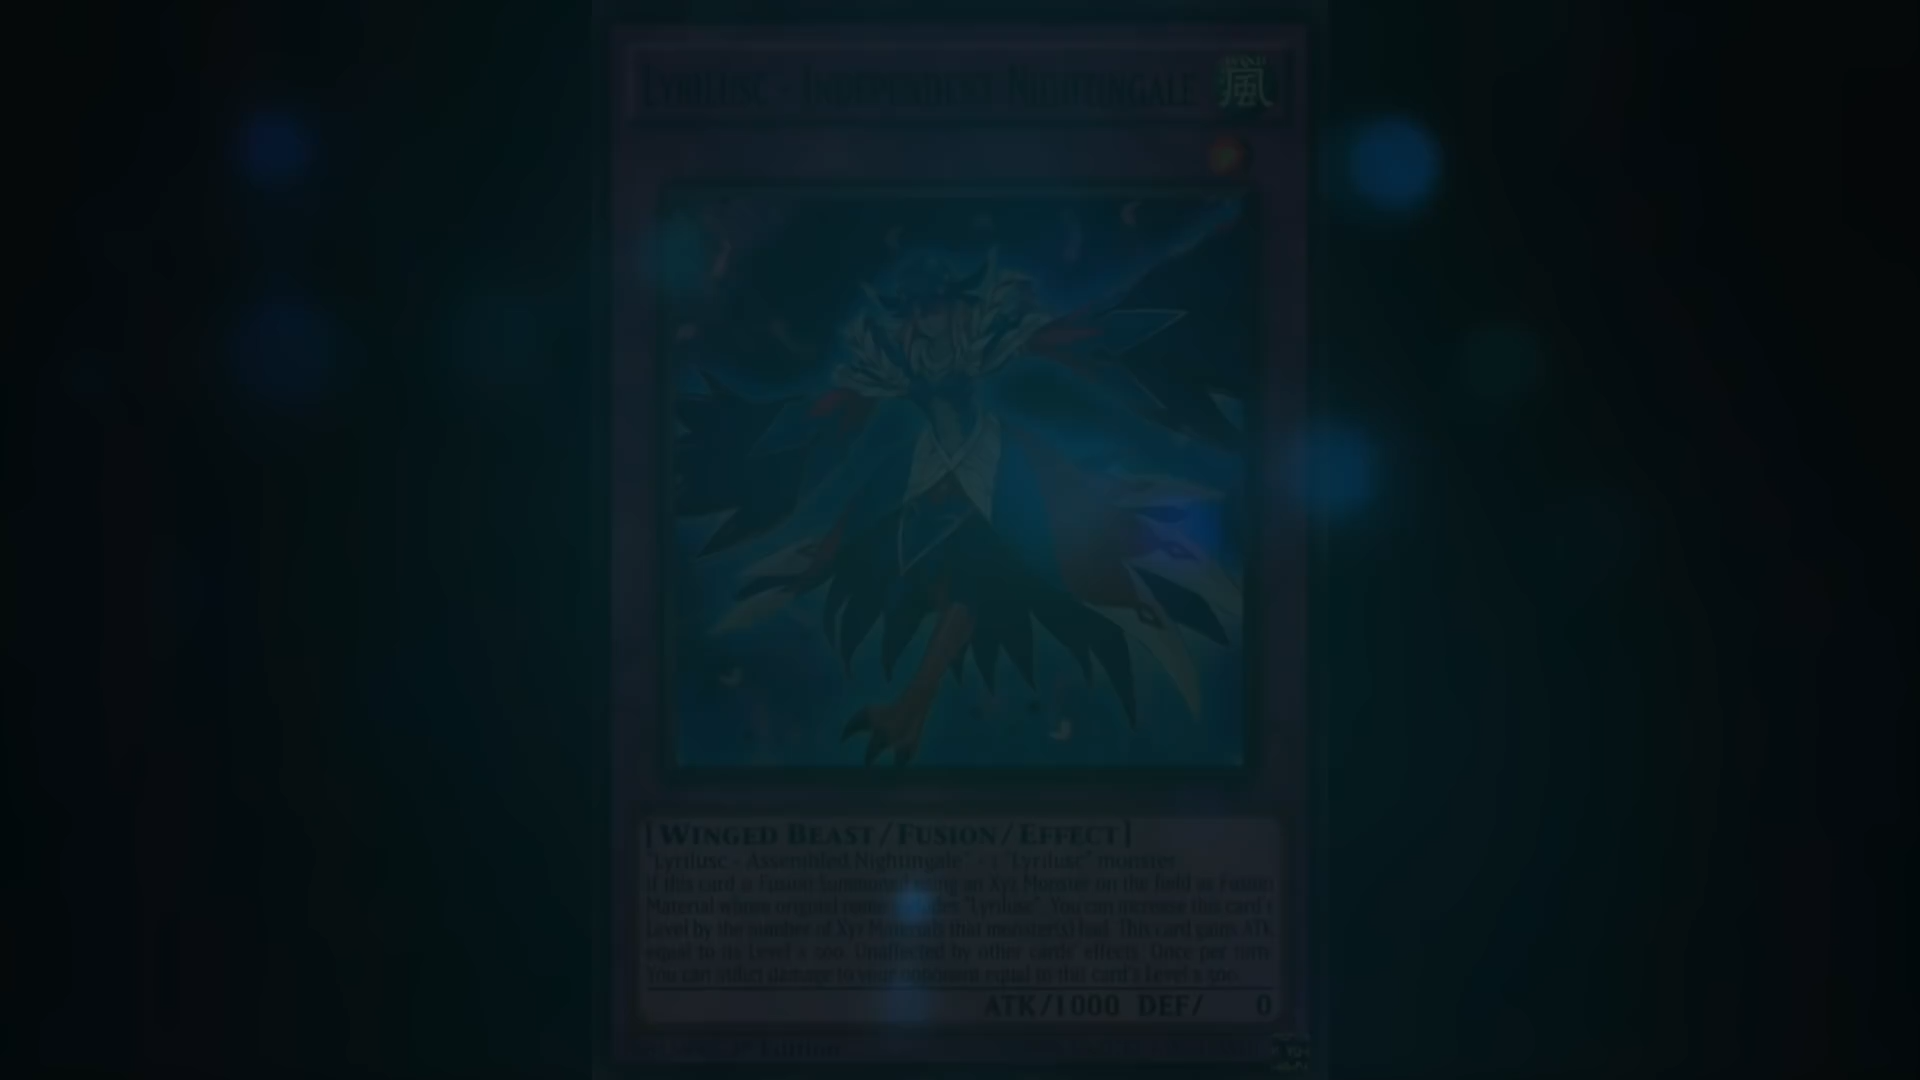 Lyrilusc - Independent Nightingale 風
[Winged Beast/Fusion/Effect]
"Lyrilusc - Assembled Nightingale" + 1 "Lyrilusc" monster
If this card is Fusion Summoned using an Xyz Monster on the field as Fusion
Material whose original name includes "Lyrilusc": You can increase this card's
Level by the number of Xyz Materials that monster(s) had. This card gains ATK
equal to its Level x 500. Unaffected by other cards' effects. Once per turn:
You can inflict damage to your opponent equal to this card's Level x 500.
ATK/1000 DEF/ 0
Edition